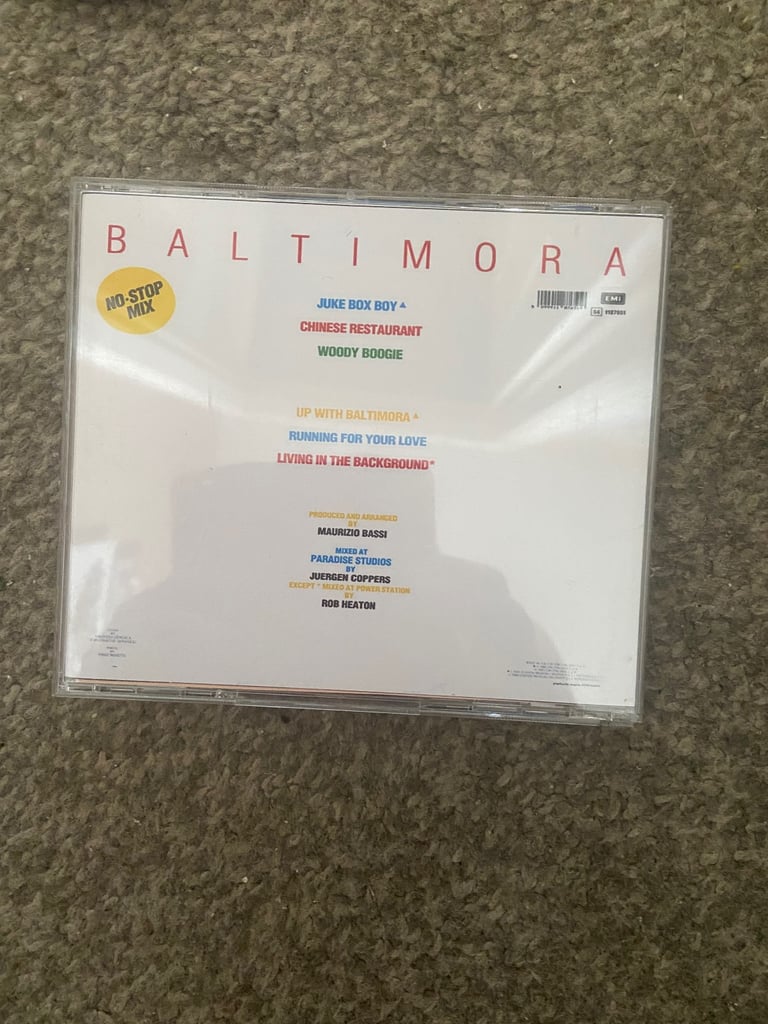 BALTIMORA
NO-STOP
MIX
EMI
JUKE BOX BOY ▲
CHINESE RESTAURANT
WOODY BOOGIE
UP WITH BALTIMORA ▲
RUNNING FOR YOUR LOVE
LIVING IN THE BACKGROUND*
PRODUCED AND ARRANGED
BY
MAURIZIO BASSI
MIXED AT
PARADISE STUDIOS
BY
JUERGEN COPPERS
EXCEPT * MIXED AT POWER STATION
BY
ROB HEATON